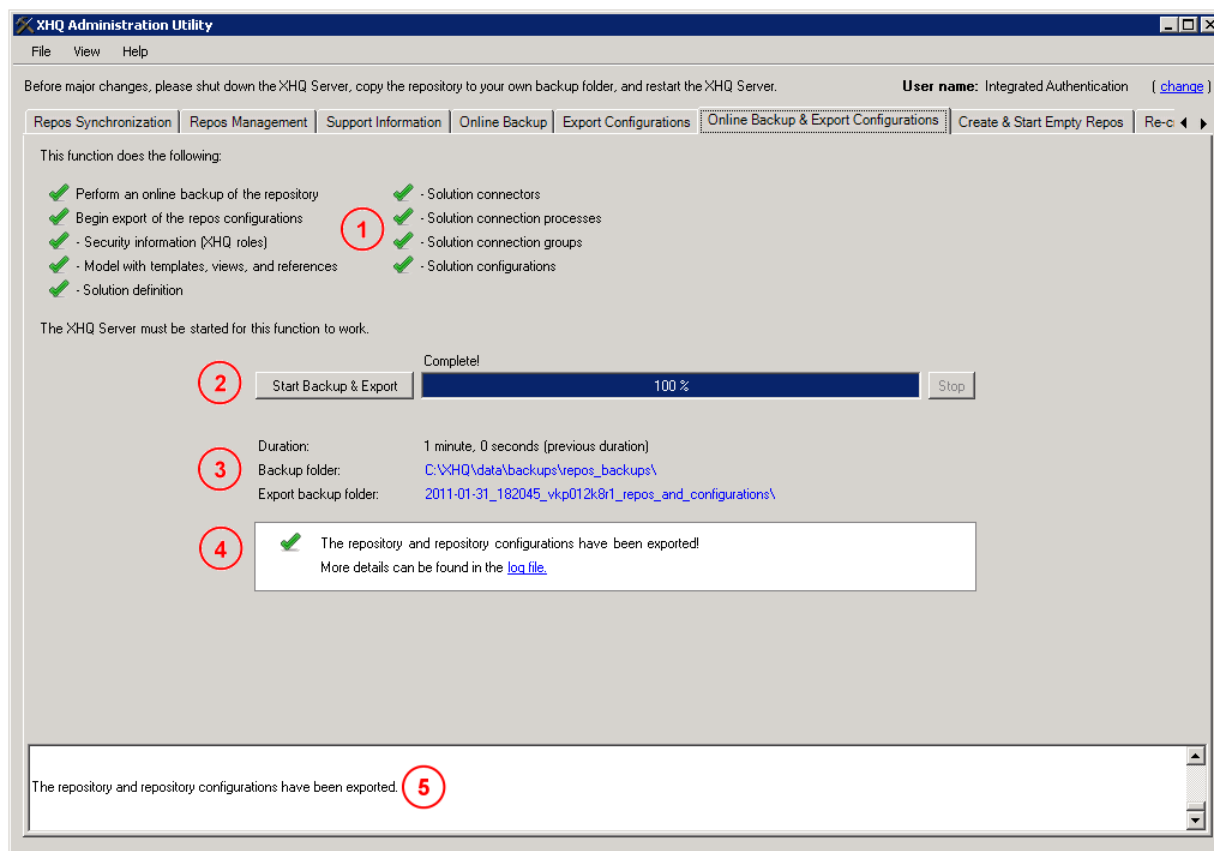 XHQ Administration Utility
File View Help
Before major changes, please shut down the XHQ Server, copy the repository to your own backup folder, and restart the XHQ Server. User name: Integrated Authentication ( change )
Repos Synchronization Repos Management Support Information Online Backup Export Configurations Online Backup & Export Configurations Create & Start Empty Repos Re-c
This function does the following:
Perform an online backup of the repository - Solution connectors
Begin export of the repos configurations - Solution connection processes
1
- Security information (XHQ roles) - Solution connection groups
- Model with templates, views, and references - Solution configurations
- Solution definition
The XHQ Server must be started for this function to work.
Complete!
2 Start Backup & Export 100 % Stop
Duration: 1 minute, 0 seconds (previous duration)
3 Backup folder: C:\XHQ\data\backups\repos_backups\
Export backup folder: 2011-01-31_182045_vkp012k8r1_repos_and_configurations\
4 The repository and repository configurations have been exported!
More details can be found in the log file.
The repository and repository configurations have been exported. 5